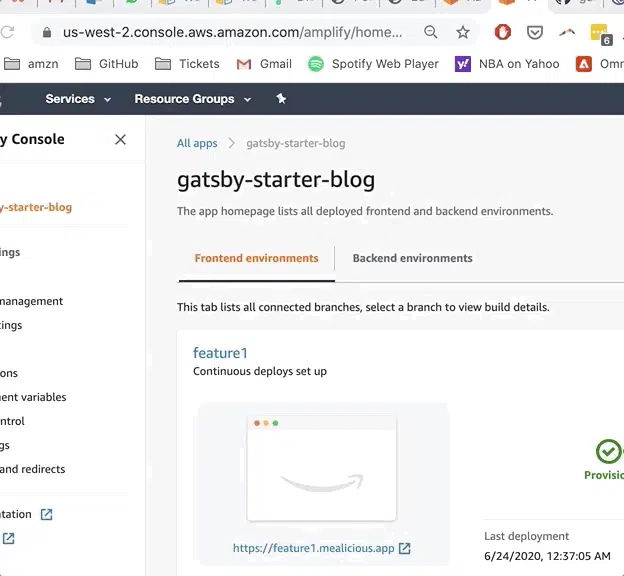 us-west-2.console.aws.amazon.com/amplify/home...
6
amzn GitHub Tickets Gmail Spotify Web Player NBA on Yahoo Omn
Services Resource Groups
y Console
All apps gatsby-starter-blog
gatsby-starter-blog
y-starter-blog
The app homepage lists all deployed frontend and backend environments.
ings
Frontend environments Backend environments
management
This tab lists all connected branches, select a branch to view build details.
tings
feature1
Continuous deploys set up
ons
ent variables
ntrol
gs
and redirects
Provisio
ntation
Last deployment
https://feature1.mealicious.app
6/24/2020, 12:37:05 AM